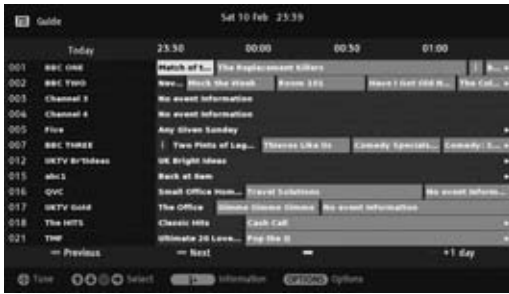 Guide Sat 10 Feb 23:39
Today 23:30 00:00 00:30 01:00
001 BBC ONE Match of t... The Replacement Killers B...
002 BBC TWO Nev... Mock the Week Room 101 Have I Got Old N... The Cat...
003 Channel 3 No event information
004 Channel 4 No event information
005 Five Any Given Sunday
007 BBC THREE Two Pints of Lag... Thieves Like Us Comedy Specials... Comedy: S...
012 UKTV Br'tIdeas UK Bright Ideas
015 abc1 Back at 6am
016 QVC Small Office Hom... Travel Solutions No event inform...
017 UKTV Gold The Office Gimme Gimme Gimme No event information
018 The HITS Classic Hits Cash Call
021 TMF Ultimate 20 Love... Pop the Q
Previous Next +1 day
Tune Select Information OPTIONS Options